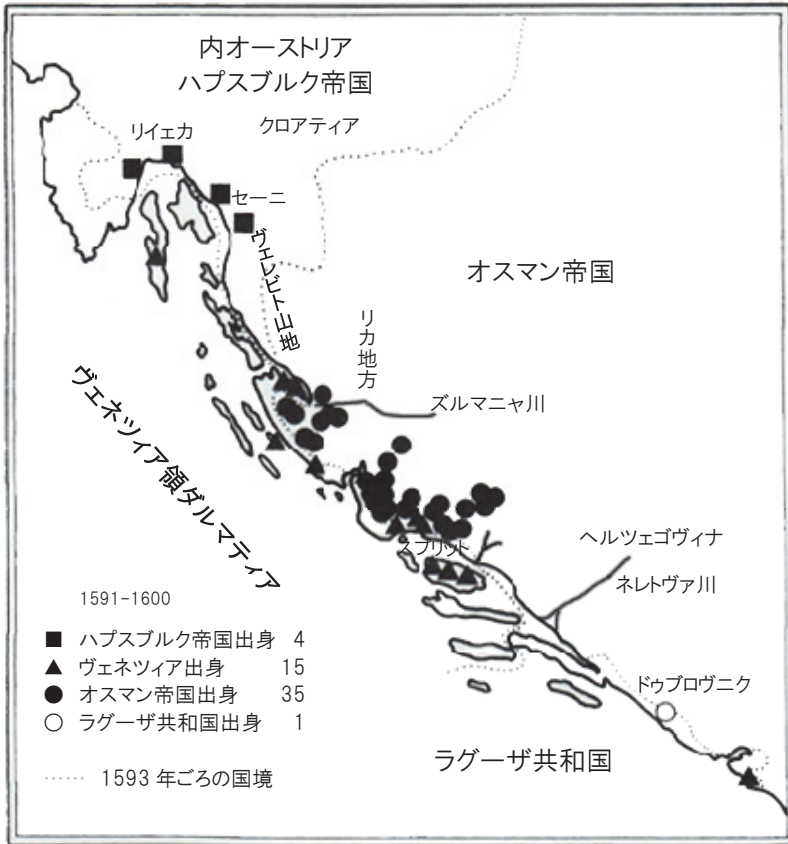 内オーストリア
ハプスブルク帝国
リイェカ
クロアティア
セーニ
ヴェレビト山地
オスマン帝国
リカ地方
ズルマニャ川
ヴェネツィア領ダルマティア
スプリット
ヘルツェゴヴィナ
ネレトヴァ川
1591-1600
■ ハプスブルク帝国出身 4
▲ ヴェネツィア出身 15
● オスマン帝国出身 35
○ ラグーザ共和国出身 1
ドゥブロヴニク
ラグーザ共和国
…… 1593年ごろの国境